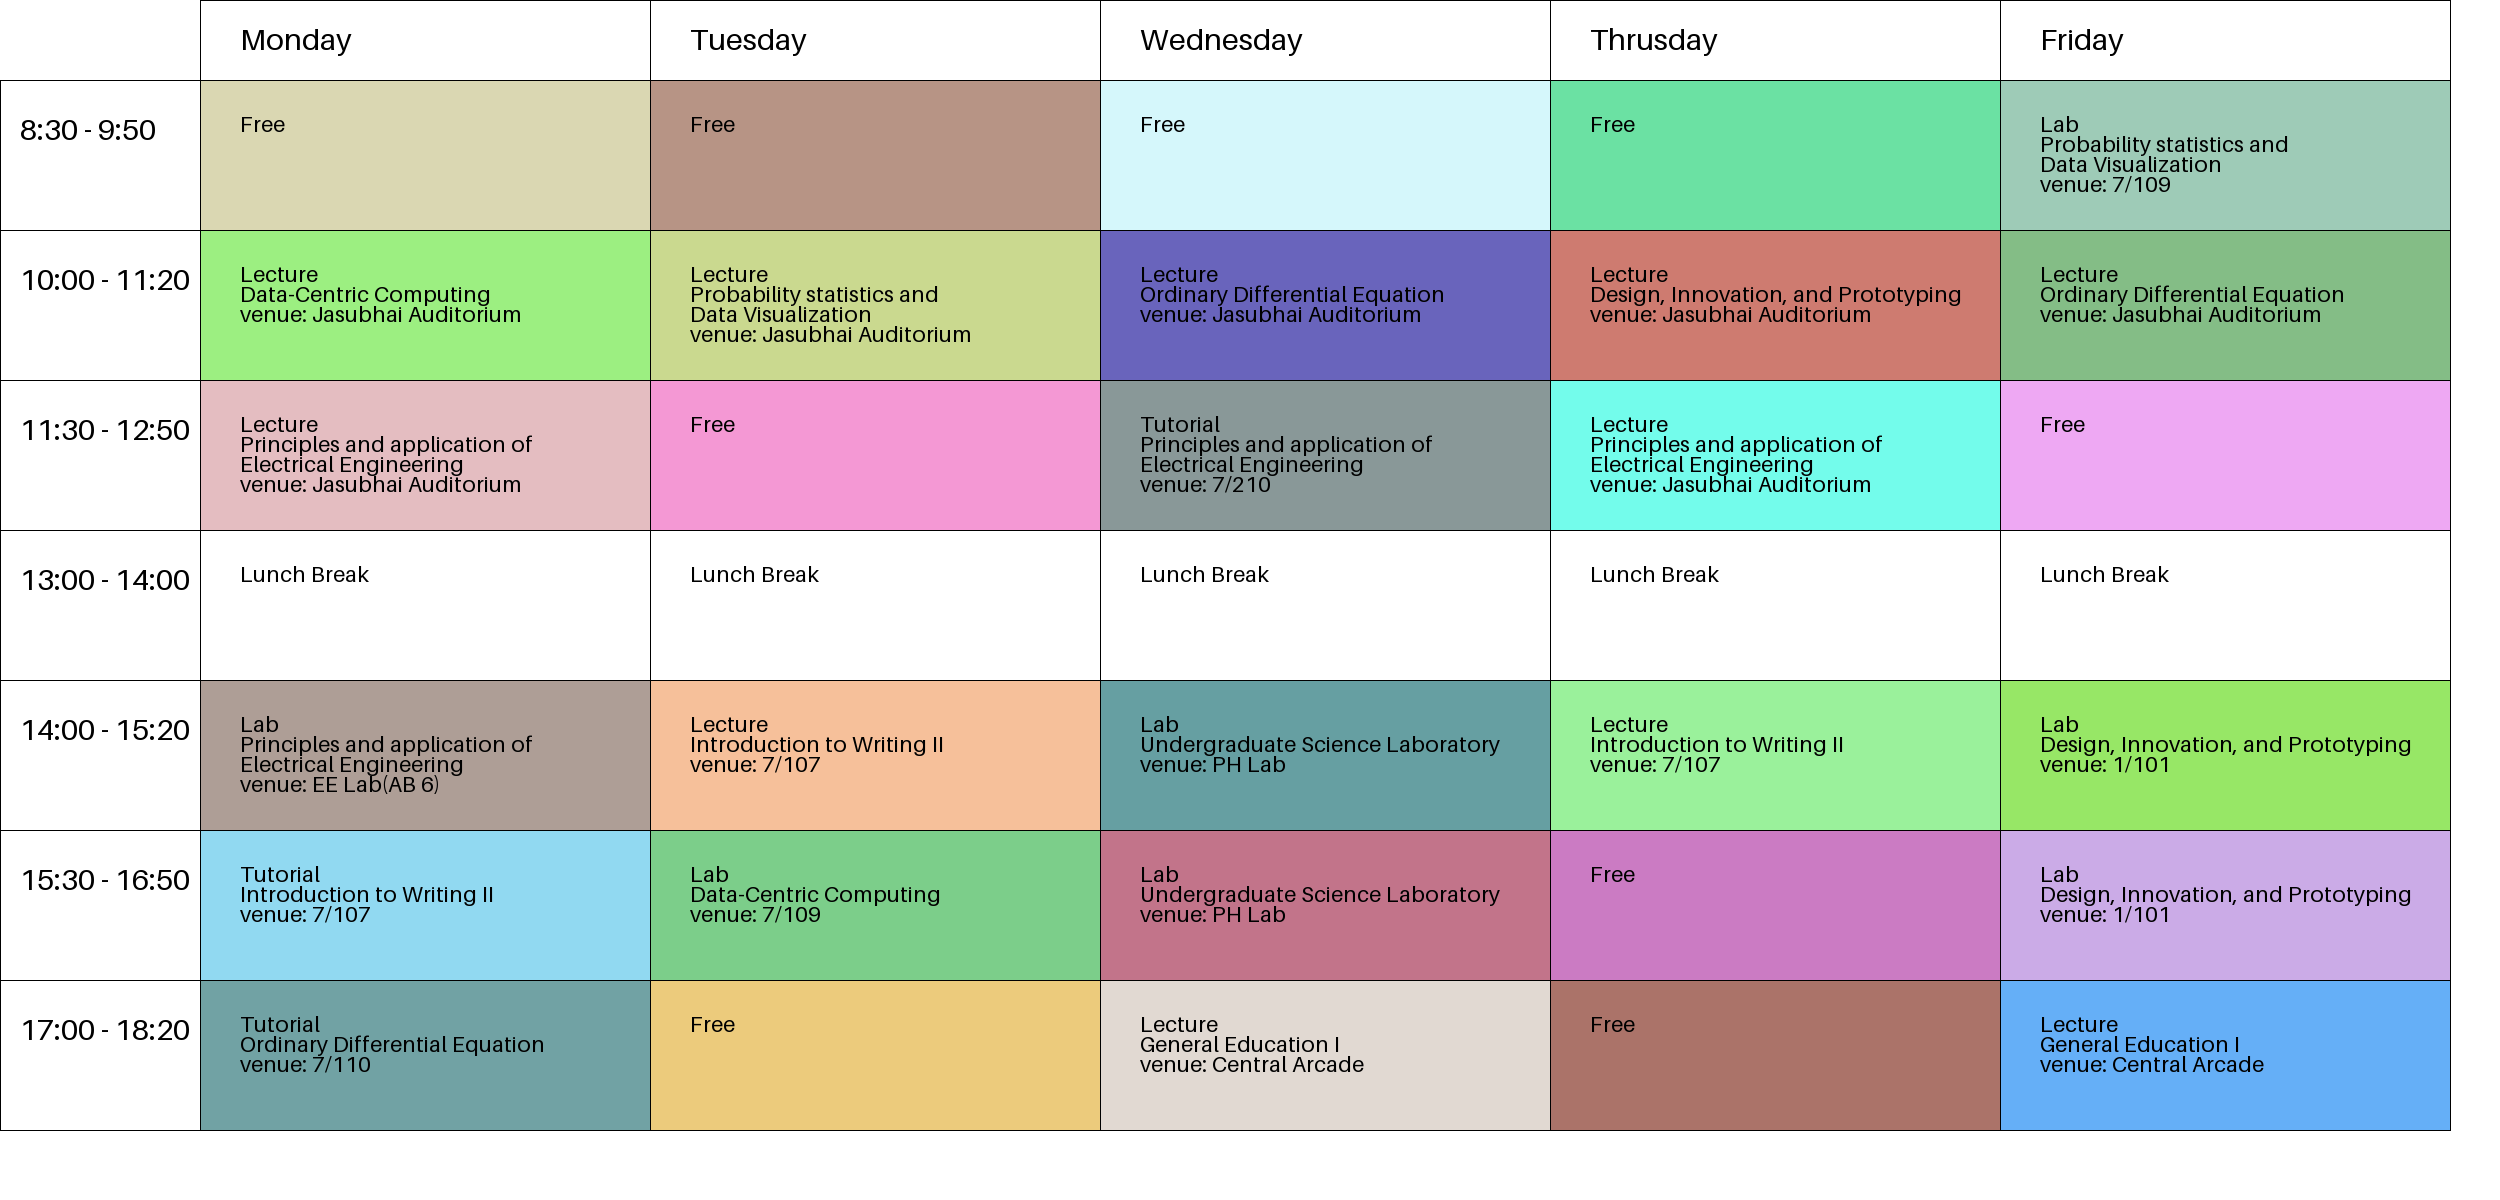 Monday Tuesday Wednesday Thrusday Friday
8:30 - 9:50
Free
Free
Free
Free
Lab
Probability statistics and
Data Visualization
venue: 7/109
10:00 - 11:20
Lecture
Data-Centric Computing
venue: Jasubhai Auditorium
Lecture
Probability statistics and
Data Visualization
venue: Jasubhai Auditorium
Lecture
Ordinary Differential Equation
venue: Jasubhai Auditorium
Lecture
Design, Innovation, and Prototyping
venue: Jasubhai Auditorium
Lecture
Ordinary Differential Equation
venue: Jasubhai Auditorium
11:30 - 12:50
Lecture
Principles and application of
Electrical Engineering
venue: Jasubhai Auditorium
Free
Tutorial
Principles and application of
Electrical Engineering
venue: 7/210
Lecture
Principles and application of
Electrical Engineering
venue: Jasubhai Auditorium
Free
13:00 - 14:00
Lunch Break
Lunch Break
Lunch Break
Lunch Break
Lunch Break
14:00 - 15:20
Lab
Principles and application of
Electrical Engineering
venue: EE Lab(AB 6)
Lecture
Introduction to Writing II
venue: 7/107
Lab
Undergraduate Science Laboratory
venue: PH Lab
Lecture
Introduction to Writing II
venue: 7/107
Lab
Design, Innovation, and Prototyping
venue: 1/101
15:30 - 16:50
Tutorial
Introduction to Writing II
venue: 7/107
Lab
Data-Centric Computing
venue: 7/109
Lab
Undergraduate Science Laboratory
venue: PH Lab
Free
Lab
Design, Innovation, and Prototyping
venue: 1/101
17:00 - 18:20
Tutorial
Ordinary Differential Equation
venue: 7/110
Free
Lecture
General Education I
venue: Central Arcade
Free
Lecture
General Education I
venue: Central Arcade